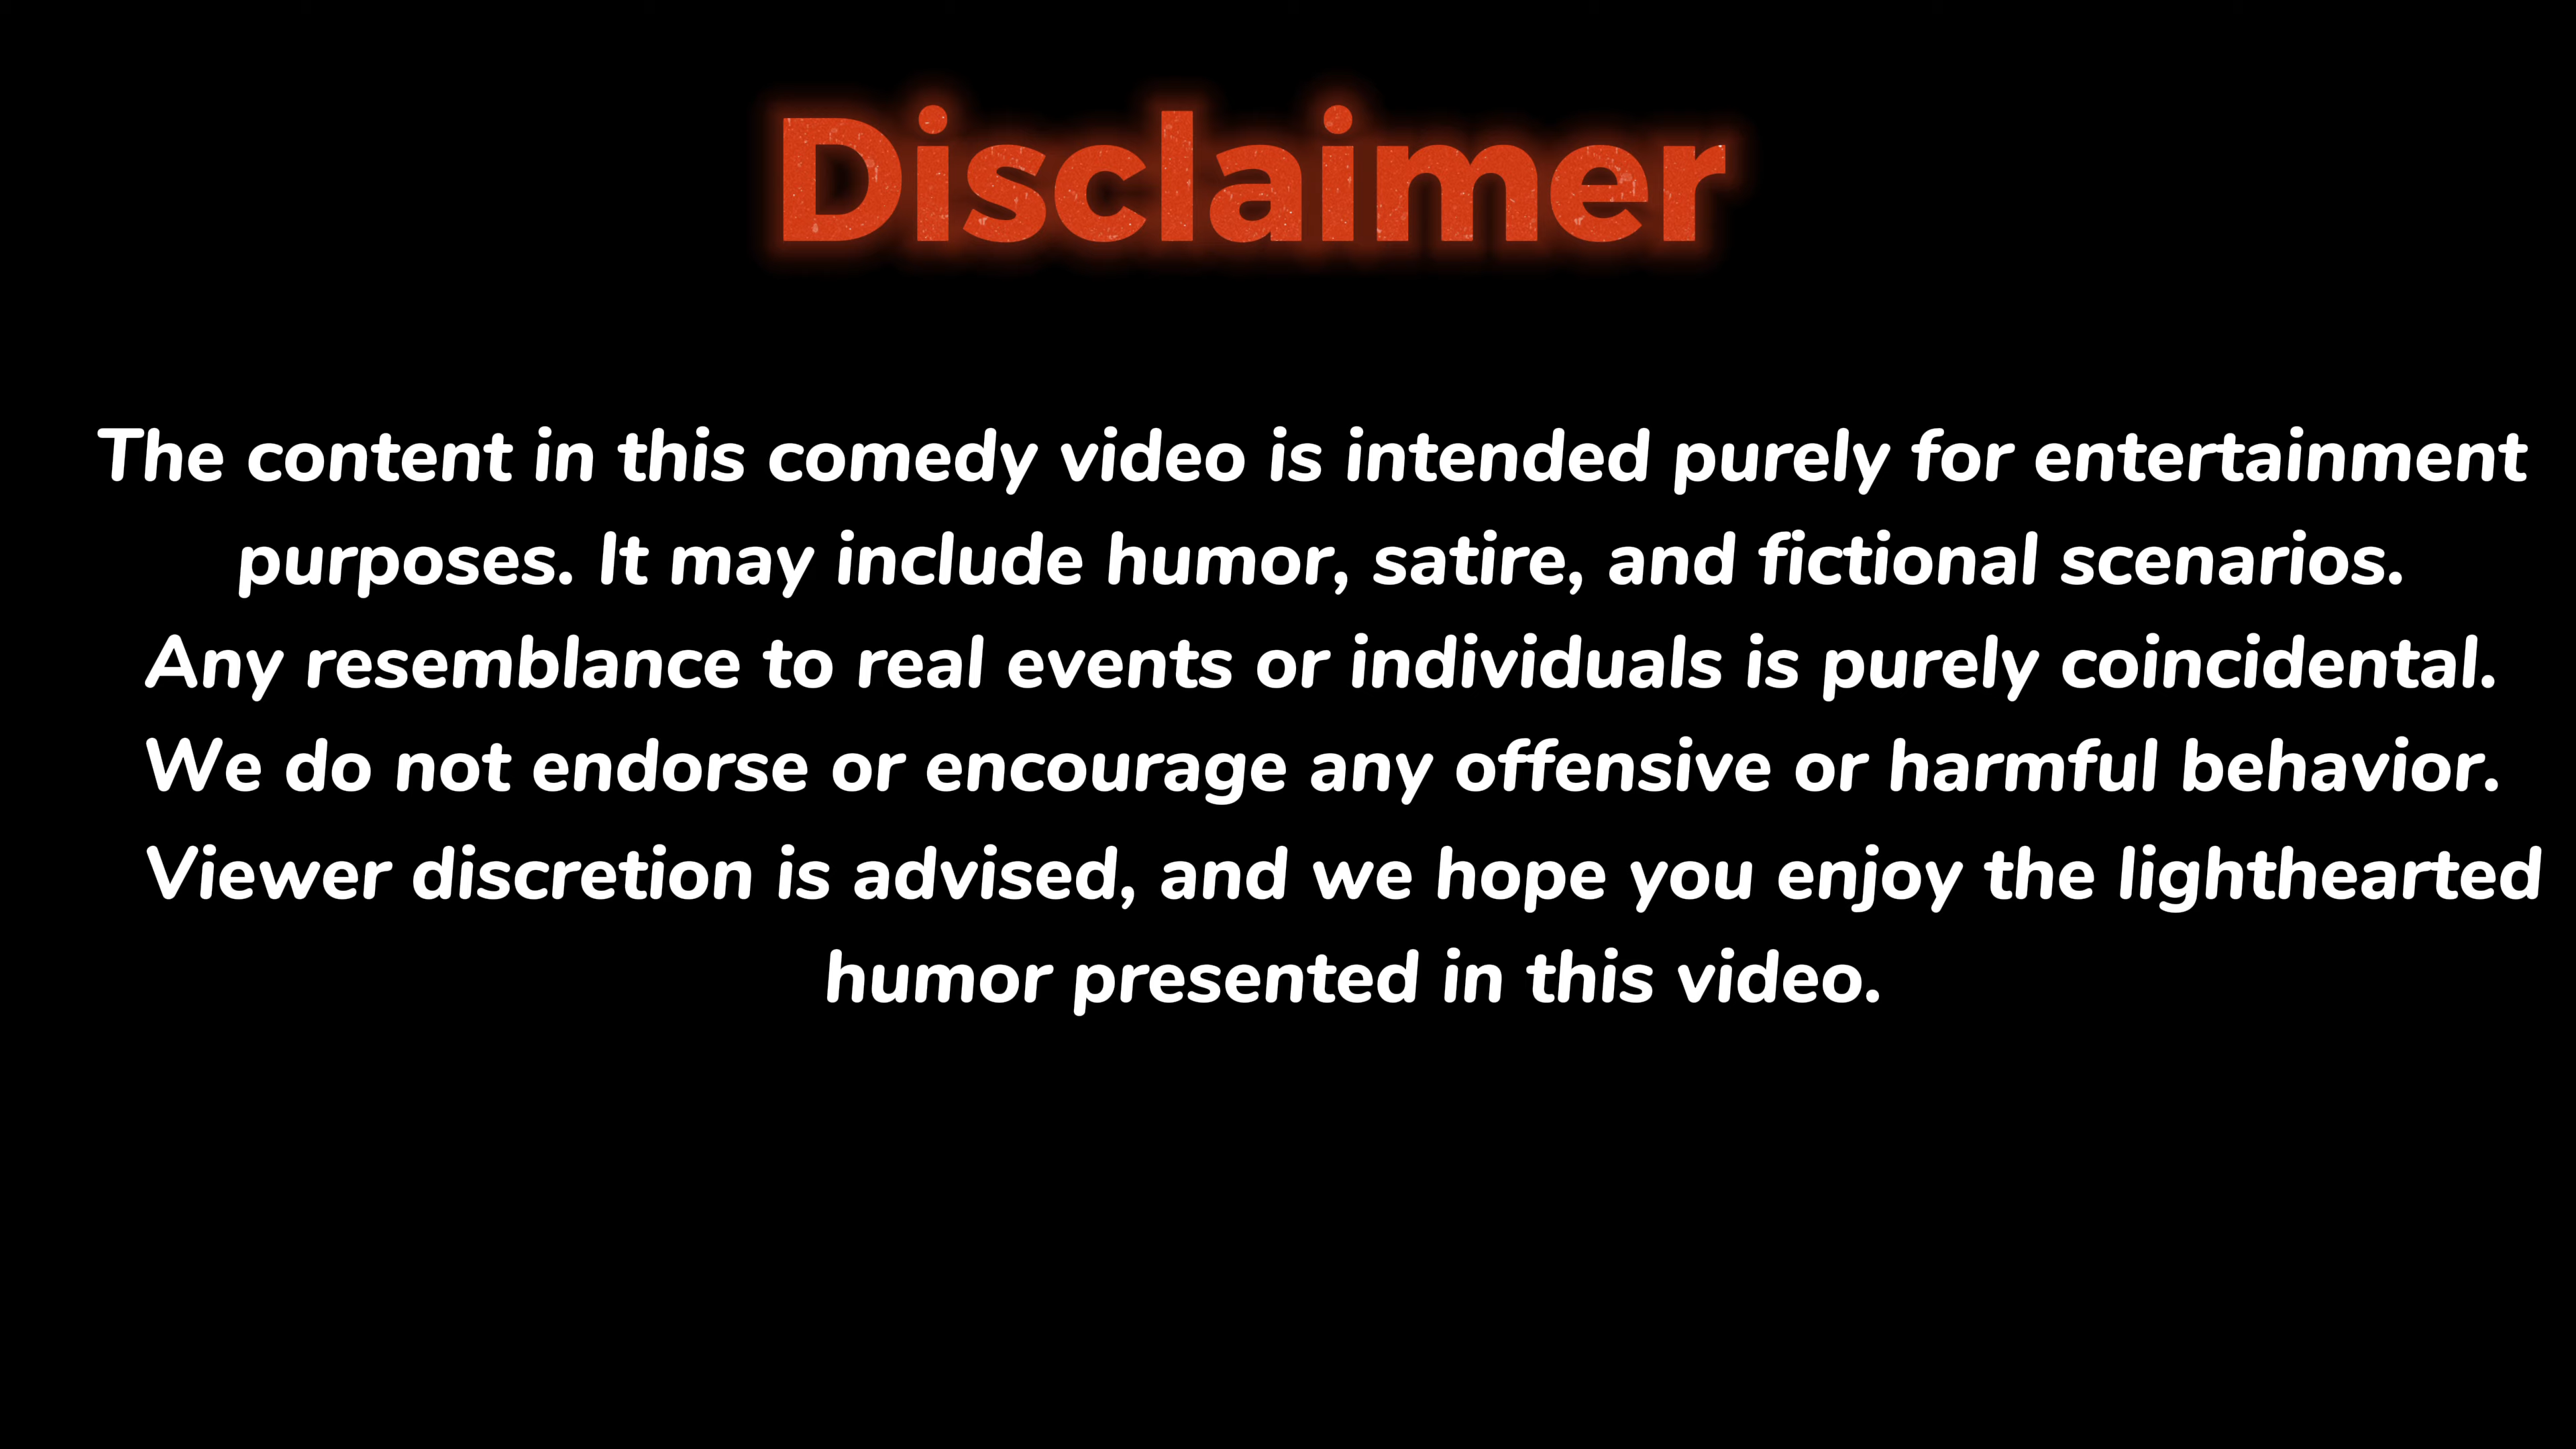 Disclaimer
The content in this comedy video is intended purely for entertainment
purposes. It may include humor, satire, and fictional scenarios.
Any resemblance to real events or individuals is purely coincidental.
We do not endorse or encourage any offensive or harmful behavior.
Viewer discretion is advised, and we hope you enjoy the lighthearted
humor presented in this video.